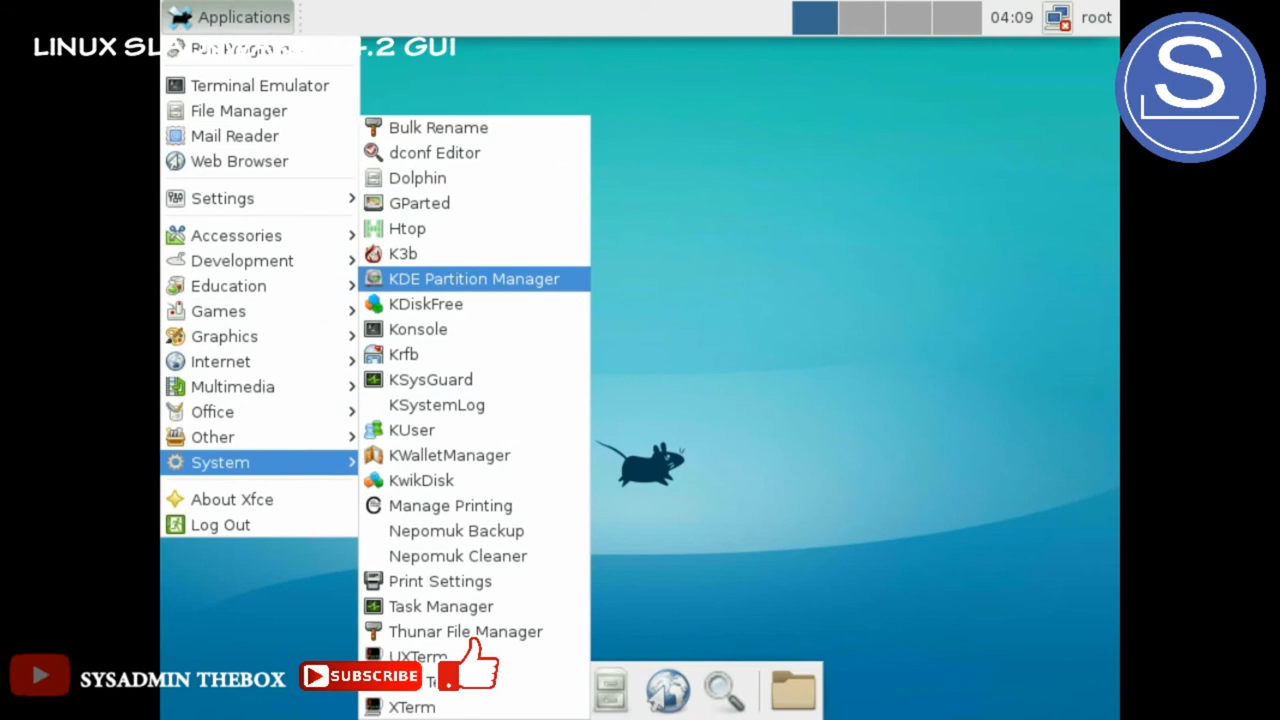 Applications
04:09
root
LINUX SL
.2 GUI
S
Terminal Emulator
File Manager
Mail Reader
Web Browser
Settings
Accessories
Development
Education
Games
Graphics
Internet
Multimedia
Office
Other
System
About Xfce
Log Out
Bulk Rename
dconf Editor
Dolphin
GParted
Htop
K3b
KDE Partition Manager
KDiskFree
Konsole
Krfb
KSysGuard
KSystemLog
KUser
KWalletManager
KwikDisk
Manage Printing
Nepomuk Backup
Nepomuk Cleaner
Print Settings
Task Manager
Thunar File Manager
UXTerm
XTerm
SYSADMIN THEBOX
SUBSCRIBE